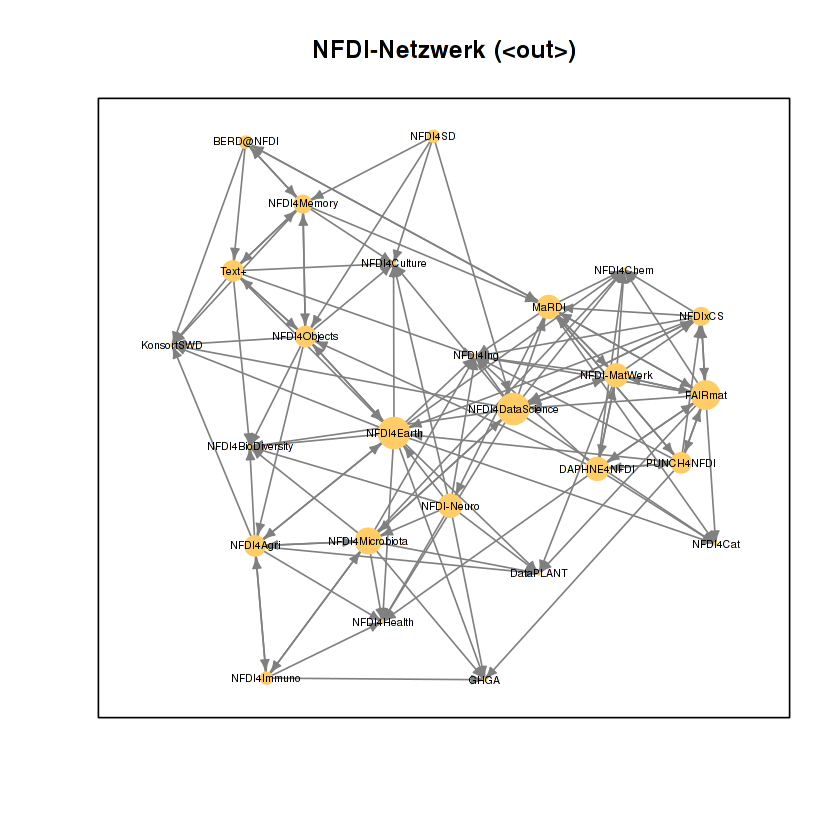 NFDI-Netzwerk (<out>)
NFDI4SD
BERD@NFDI
NFDI4Memory
NFDI4Culture
Text+
NFDI4Chem
MaRDI
NFDIxCS
NFDI4Objects
KonsortSWD
NFDI4Ing
NFDI-MatWerk
FAIRmat
NFDI4DataScience
NFDI4Earth
NFDI4BioDiversity
PUNCH4NFDI
DAPHNE4NFDI
NFDI-Neuro
NFDI4Microbiota
NFDI4Agri
NFDI4Cat
DataPLANT
NFDI4Health
NFDI4Immuno
GHGA